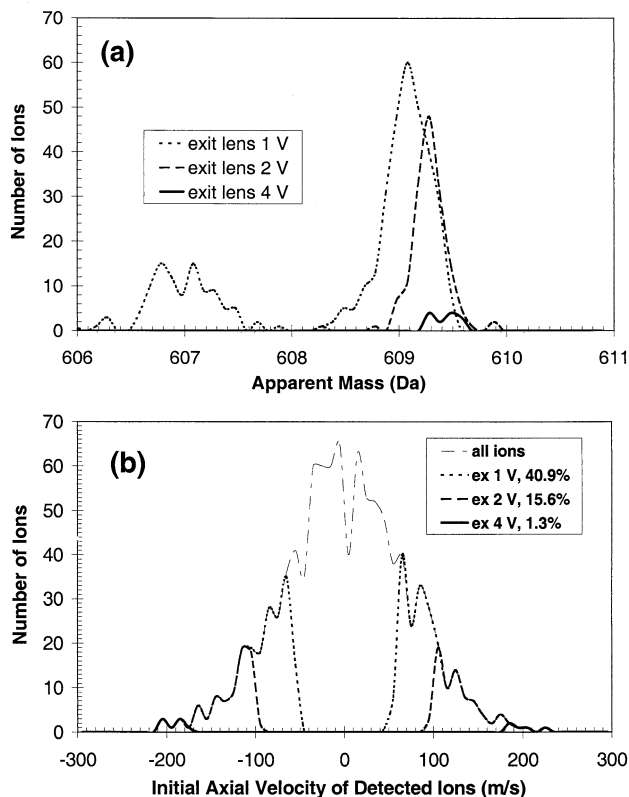 70
60
50
40
30
20
10
0
Number of Ions
(a)
exit lens 1 V
exit lens 2 V
exit lens 4 V
606 607 608 609 610 611
Apparent Mass (Da)
70
60
50
40
30
20
10
0
Number of Ions
(b)
all ions
ex 1 V, 40.9%
ex 2 V, 15.6%
ex 4 V, 1.3%
-300 -200 -100 0 100 200 300
Initial Axial Velocity of Detected Ions (m/s)